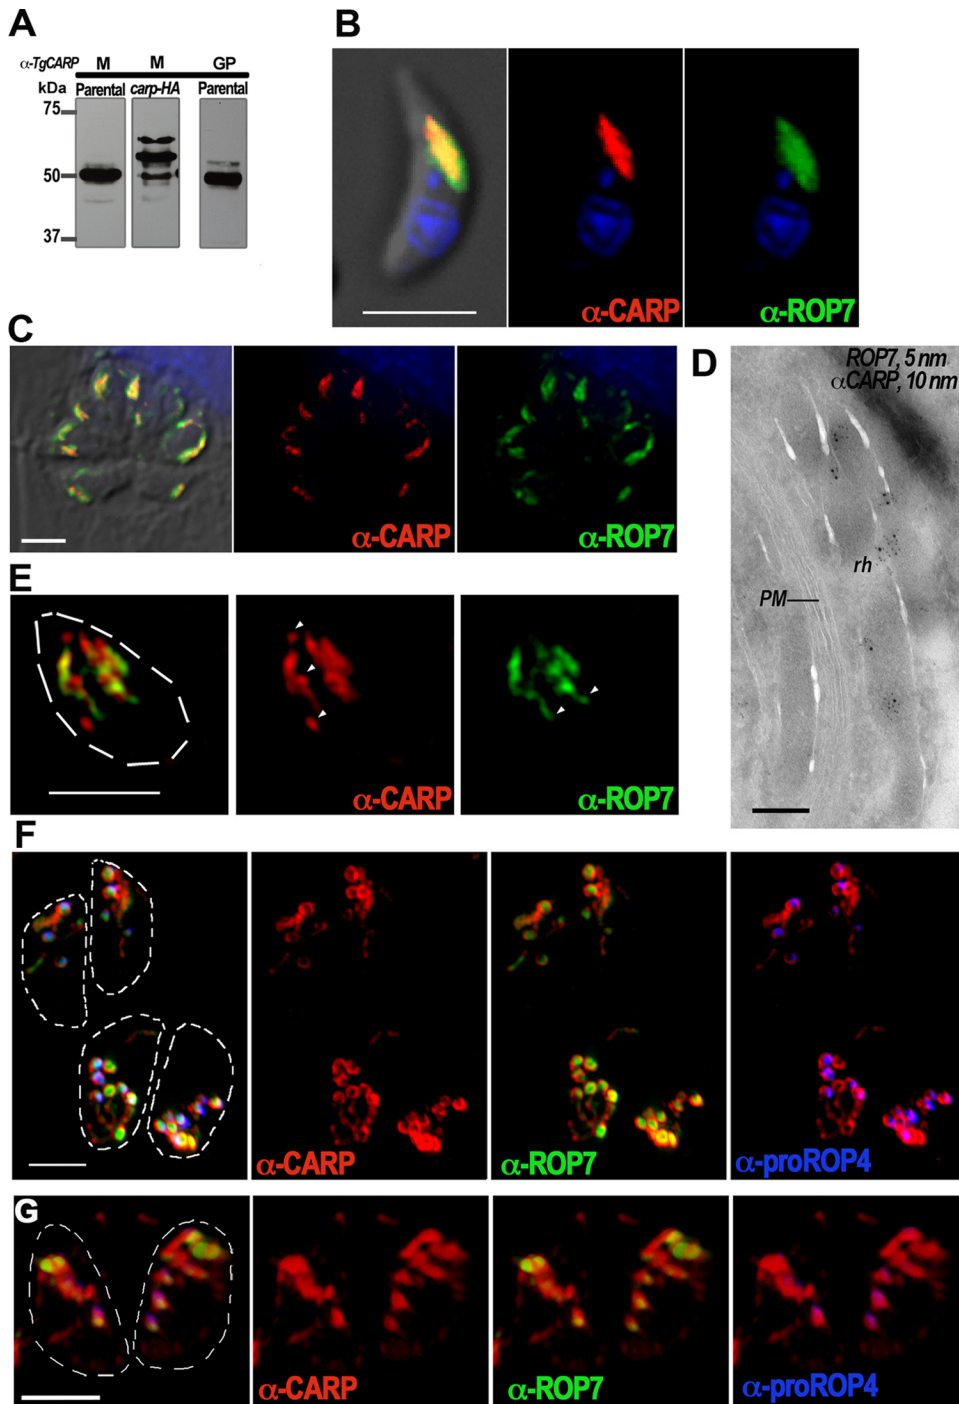 A
α-TgCARP M M GP
kDa Parental carp-HA Parental
75
50
37
B
α-CARP
α-ROP7
C
α-CARP
α-ROP7
D
ROP7, 5 nm
αCARP, 10 nm
rh
PM
E
α-CARP
α-ROP7
F
α-CARP
α-ROP7
α-proROP4
G
α-CARP
α-ROP7
α-proROP4